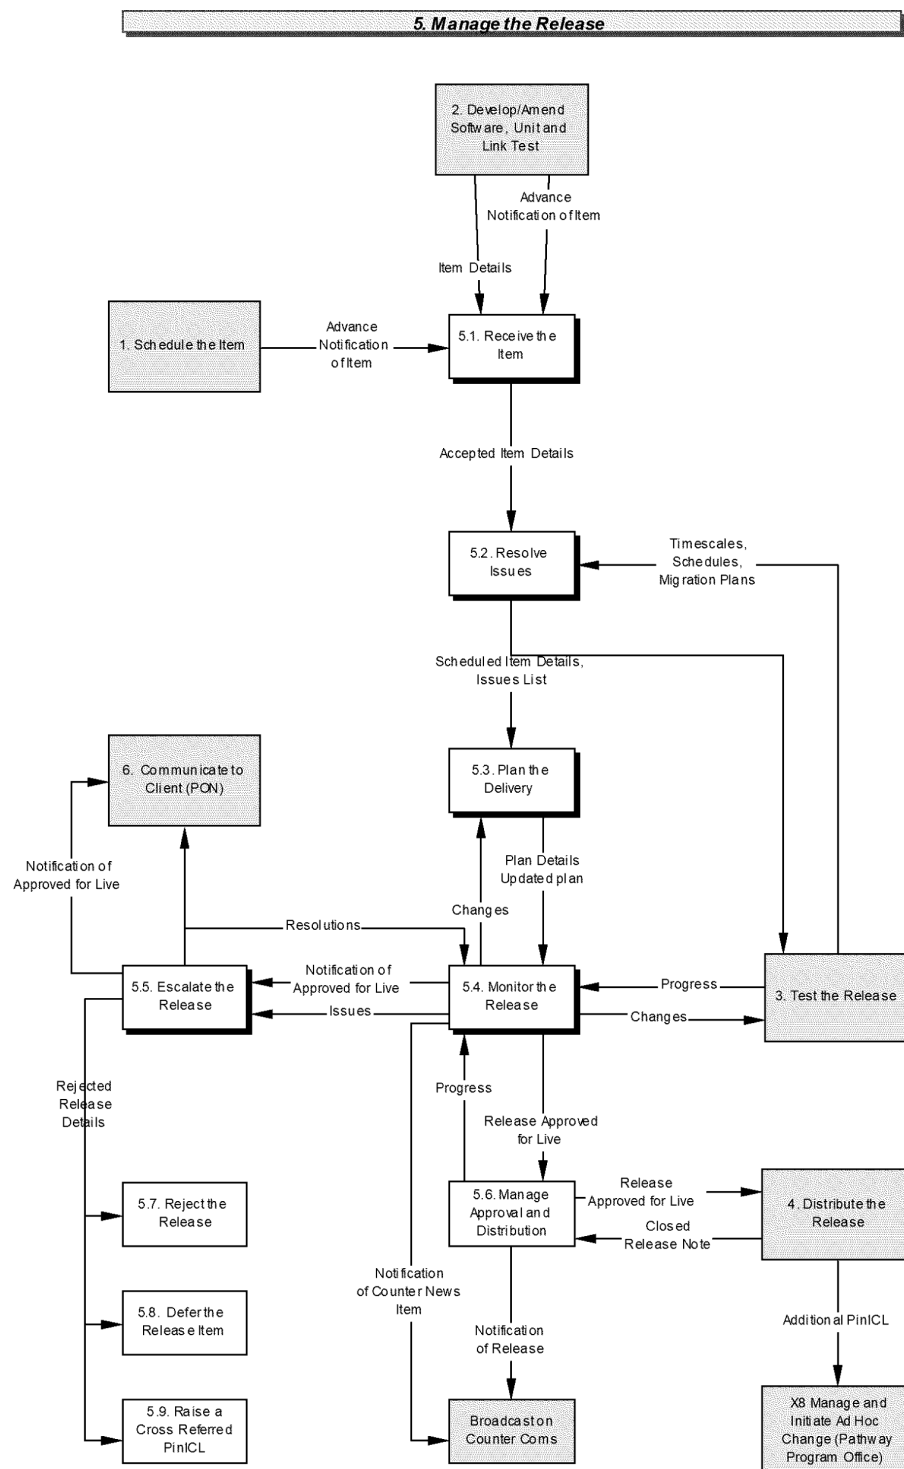 5. Manage the Release
2. Develop/Amend
Software, Unit and
Link Test
Advance
Notification of Item
Item Details
1. Schedule the Item
Advance
Notification
of Item
5.1. Receive the
Item
Accepted Item Details
5.2. Resolve
Issues
Timescales,
Schedules,
Migration Plans
Scheduled Item Details,
Issues List
6. Communicate to
Client (PON)
5.3. Plan the
Delivery
Notification of
Approved for Live
Plan Details
Updated plan
Changes
Resolutions
5.5. Escalate the
Release
Notification of
Approved for Live
Issues
5.4. Monitor the
Release
Progress
Changes
3. Test the Release
Rejected
Release
Details
Progress
Release Approved
for Live
5.7. Reject the
Release
5.6. Manage
Approval and
Distribution
Release
Approved for Live
Closed
Release Note
4. Distribute the
Release
Notification
of Counter News
Item
5.8. Defer the
Release Item
Notification
of Release
Additional PinICL
5.9. Raise a
Cross Referred
PinICL
Broadcast on
Counter Coms
X8 Manage and
Initiate Ad Hoc
Change (Pathway
Program Office)